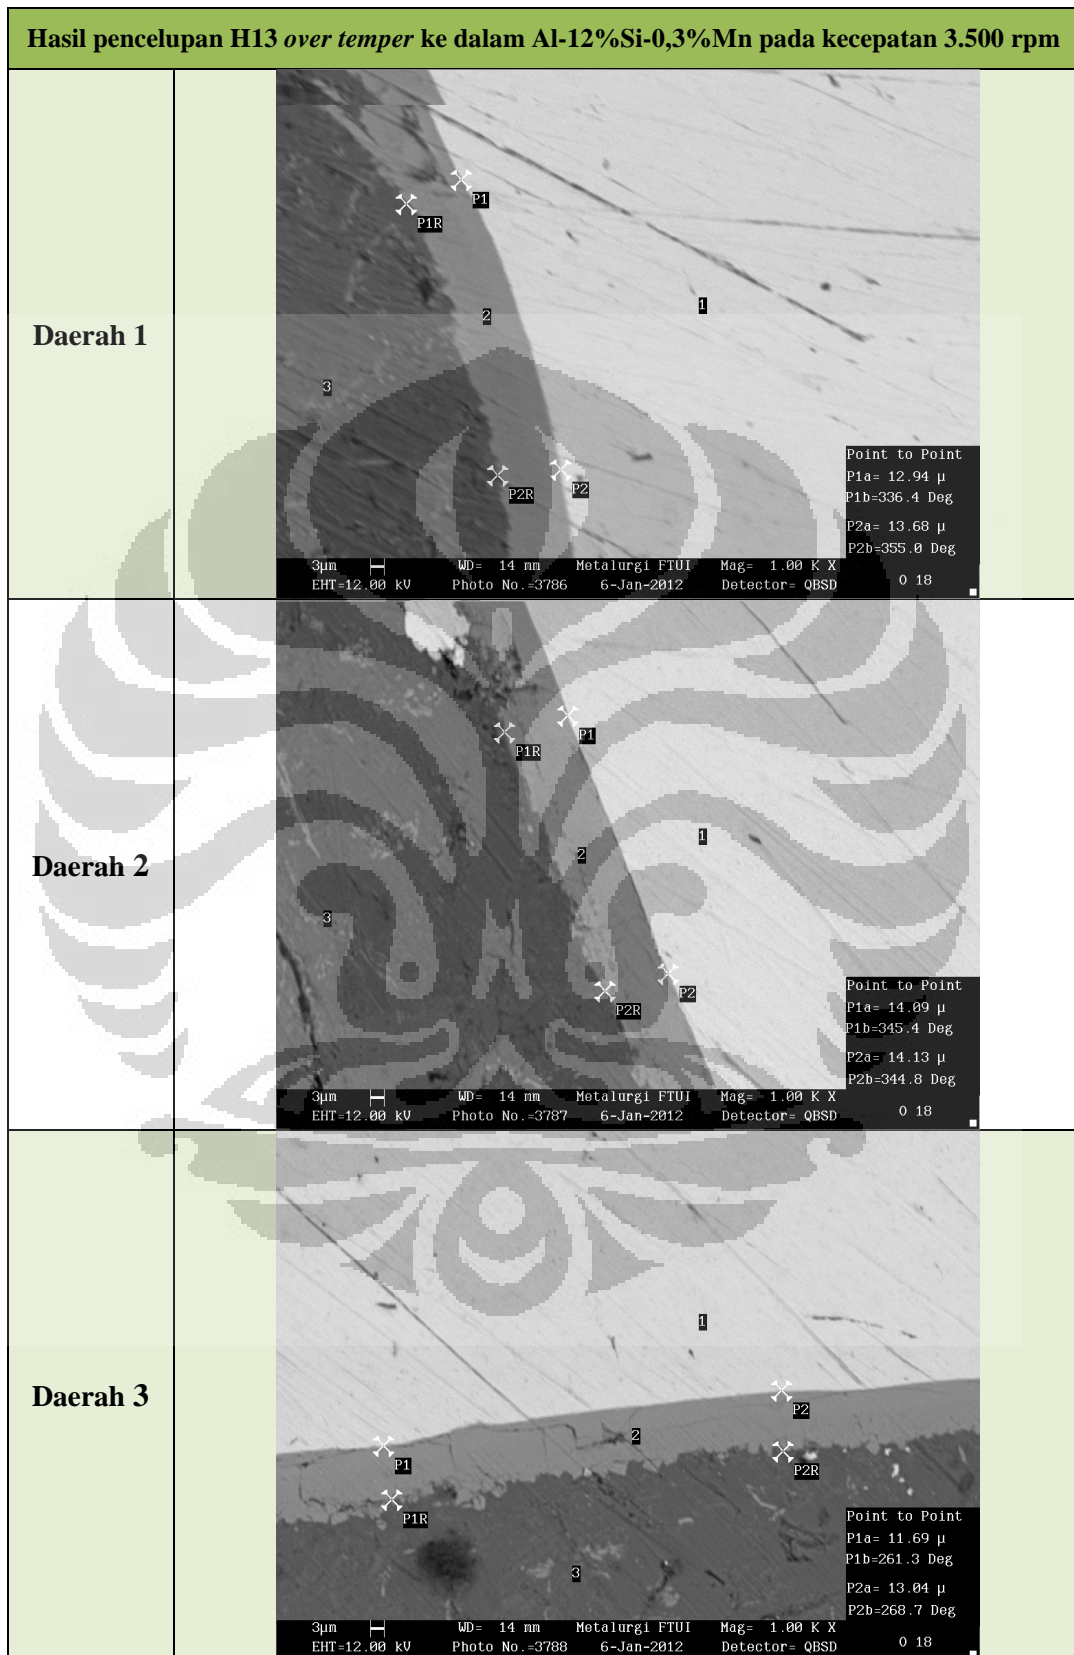 Hasil pencelupan H13 over temper ke dalam Al-12%Si-0,3%Mn pada kecepatan 3.500 rpm
Daerah 1
P1
P1R
1
2
3
P2R
P2
Point to Point
P1a= 12.94 µ
P1b=336.4 Deg
P2a= 13.68 µ
P2b=355.0 Deg
O 18
3µm WD= 14 mm Metalurgi FTUI Mag= 1.00 K X
EHT=12.00 kV Photo No.=3786 6-Jan-2012 Detector= QBSD
Daerah 2
P1
P1R
1
2
3
P2R
P2
Point to Point
P1a= 14.09 µ
P1b=345.4 Deg
P2a= 14.13 µ
P2b=344.8 Deg
O 18
3µm WD= 14 mm Metalurgi FTUI Mag= 1.00 K X
EHT=12.00 kV Photo No.=3787 6-Jan-2012 Detector= QBSD
Daerah 3
1
P2
2
P1
P2R
P1R
3
Point to Point
P1a= 11.69 µ
P1b=261.3 Deg
P2a= 13.04 µ
P2b=268.7 Deg
O 18
3µm WD= 14 mm Metalurgi FTUI Mag= 1.00 K X
EHT=12.00 kV Photo No.=3788 6-Jan-2012 Detector= QBSD